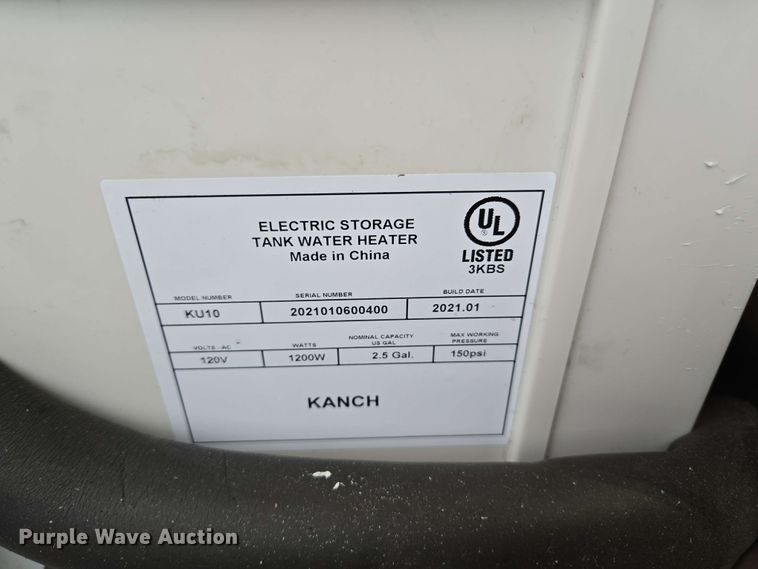 ELECTRIC STORAGE
TANK WATER HEATER
Made in China
UL
LISTED
3KBS
MODEL NUMBER SERIAL NUMBER BUILD DATE
KU10 2021010600400 2021.01
VOLTS - AC WATTS NOMINAL CAPACITY US GAL MAX WORKING PRESSURE
120V 1200W 2.5 Gal. 150psi
KANCH
Purple Wave Auction